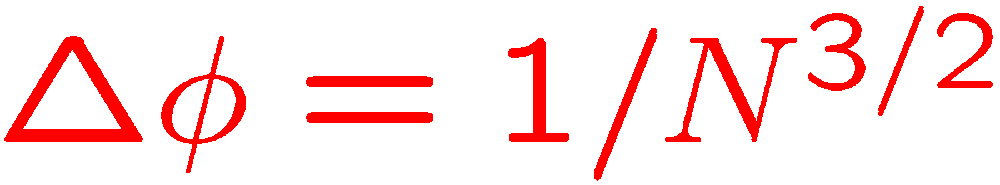 Δϕ = 1/N^{3/2}